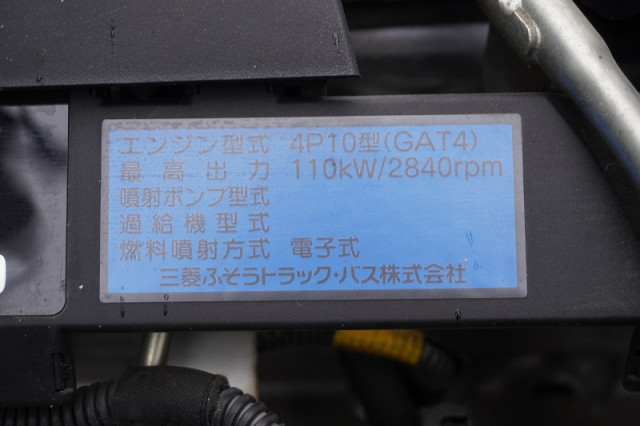 エンジン型式 4P10型(GAT4)
最高出力 110kW/2840rpm
噴射ポンプ型式
過給機型式
燃料噴射方式 電子式
三菱ふそうトラック・バス株式会社